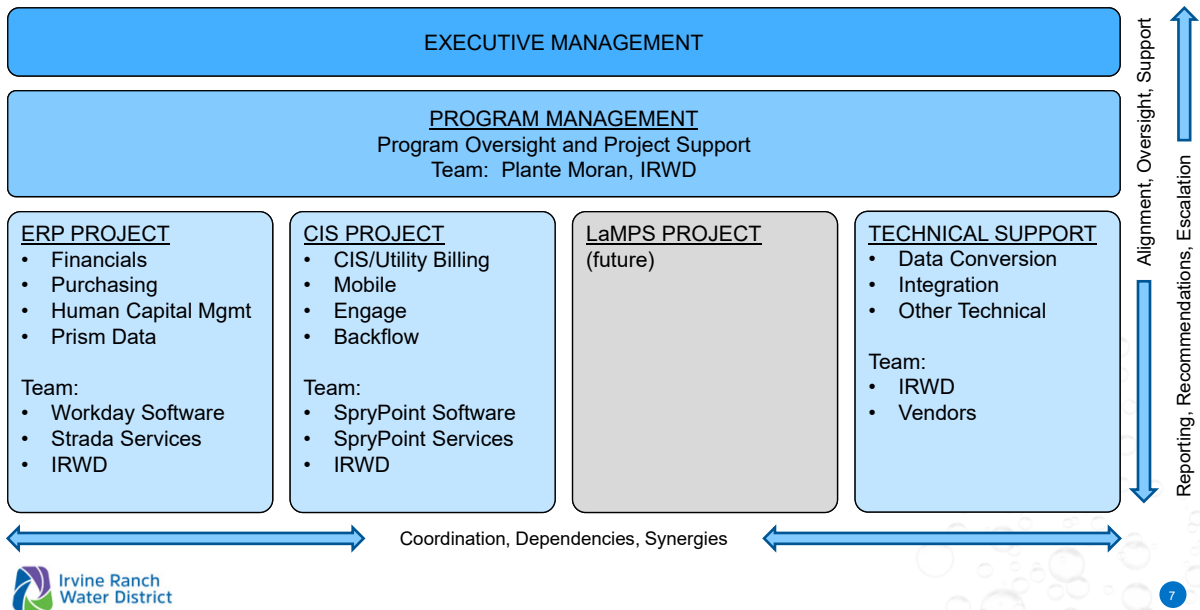 EXECUTIVE MANAGEMENT
PROGRAM MANAGEMENT
Program Oversight and Project Support
Team: Plante Moran, IRWD
ERP PROJECT
• Financials
• Purchasing
• Human Capital Mgmt
• Prism Data
Team:
• Workday Software
• Strada Services
• IRWD
CIS PROJECT
• CIS/Utility Billing
• Mobile
• Engage
• Backflow
Team:
• SpryPoint Software
• SpryPoint Services
• IRWD
LaMPS PROJECT
(future)
TECHNICAL SUPPORT
• Data Conversion
• Integration
• Other Technical
Team:
• IRWD
• Vendors
Alignment, Oversight, Support
Reporting, Recommendations, Escalation
Coordination, Dependencies, Synergies
Irvine Ranch
Water District
7